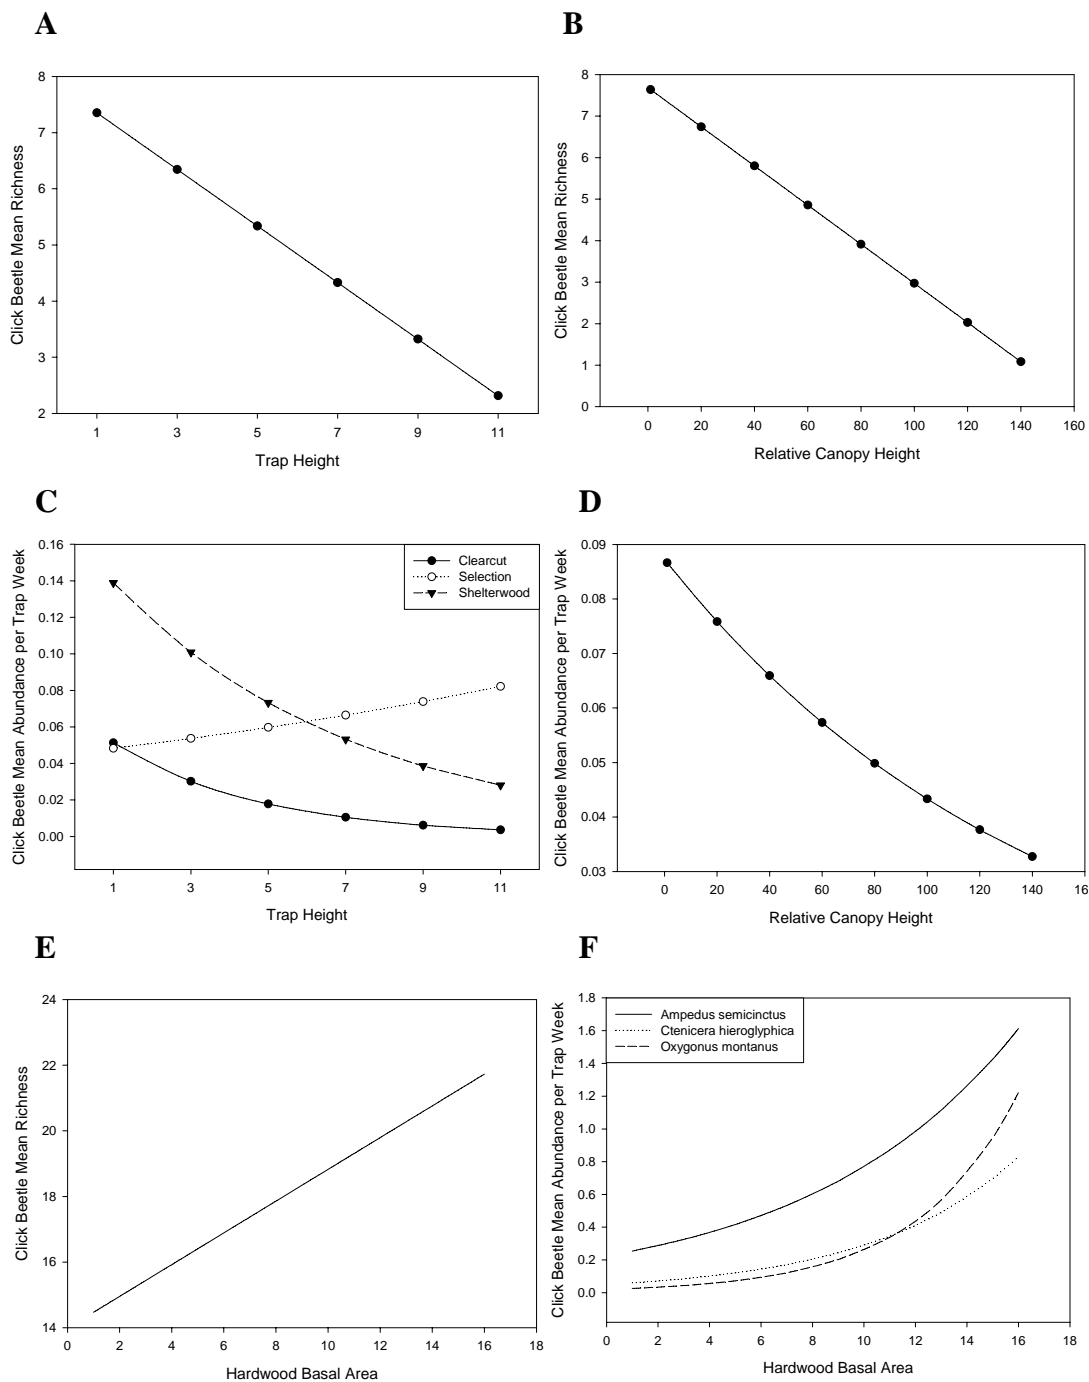 A
Click Beetle Mean Richness
8
7
6
5
4
3
2
1 3 5 7 9 11
Trap Height
B
Click Beetle Mean Richness
8
7
6
5
4
3
2
1
0
0 20 40 60 80 100 120 140 160
Relative Canopy Height
C
Click Beetle Mean Abundance per Trap Week
0.16
0.14
0.12
0.10
0.08
0.06
0.04
0.02
0.00
Clearcut
Selection
Shelterwood
1 3 5 7 9 11
Trap Height
D
Click Beetle Mean Abundance per Trap Week
0.09
0.08
0.07
0.06
0.05
0.04
0.03
0 20 40 60 80 100 120 140 16
Relative Canopy Height
E
Click Beetle Mean Richness
24
22
20
18
16
14
0 2 4 6 8 10 12 14 16 18
Hardwood Basal Area
F
Click Beetle Mean Abundance per Trap Week
1.8
1.6
1.4
1.2
1.0
0.8
0.6
0.4
0.2
0.0
Ampedus semicinctus
Ctenicera hieroglyphica
Oxygonus montanus
0 2 4 6 8 10 12 14 16 18
Hardwood Basal Area